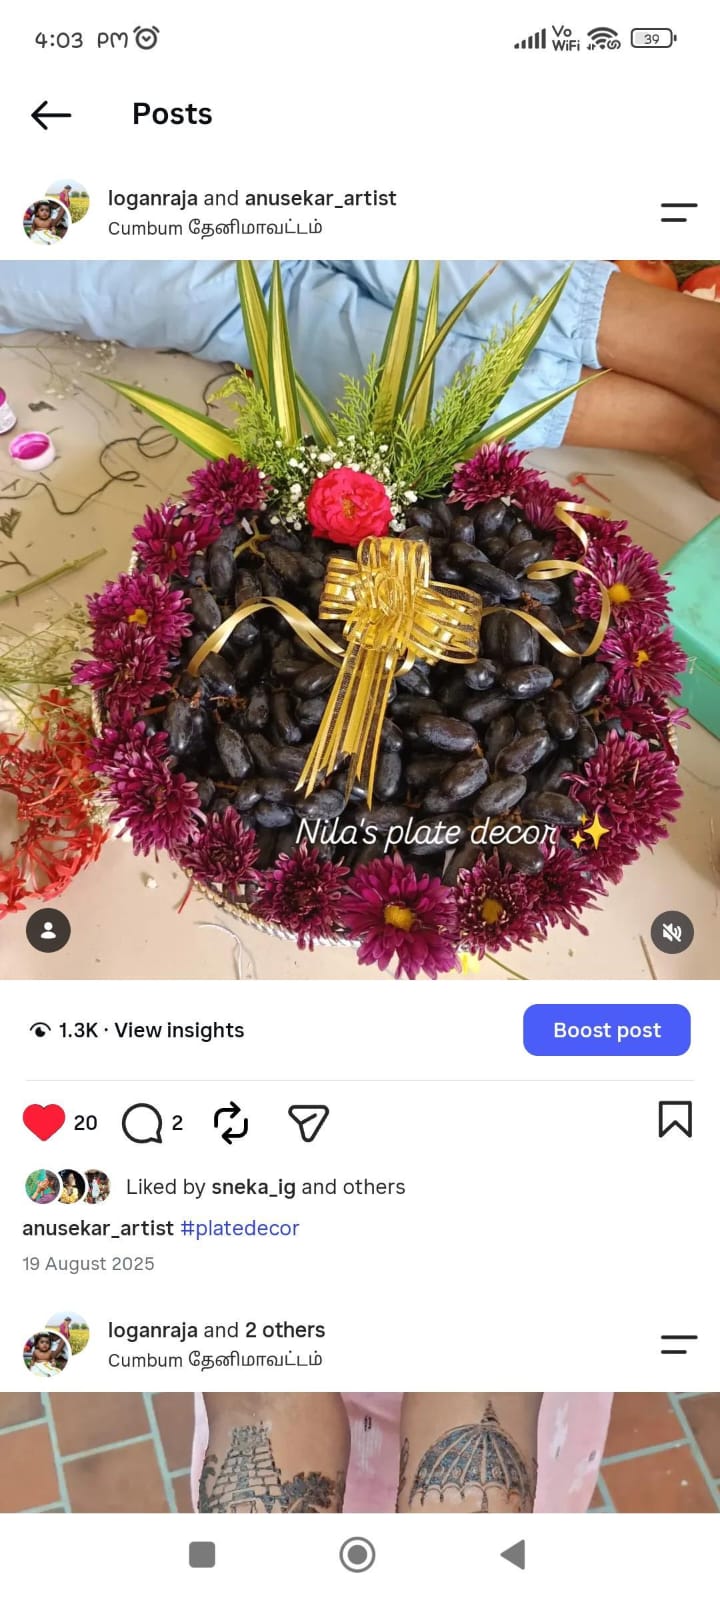 4:03 PM
Vo
WiFi
39
Posts
loganraja and anusekar_artist
Cumbum தேனிமாவட்டம்
Nila's plate decor ✨
1.3K · View insights
Boost post
20
2
Liked by sneka_ig and others
anusekar_artist #platedecor
19 August 2025
loganraja and 2 others
Cumbum தேனிமாவட்டம்